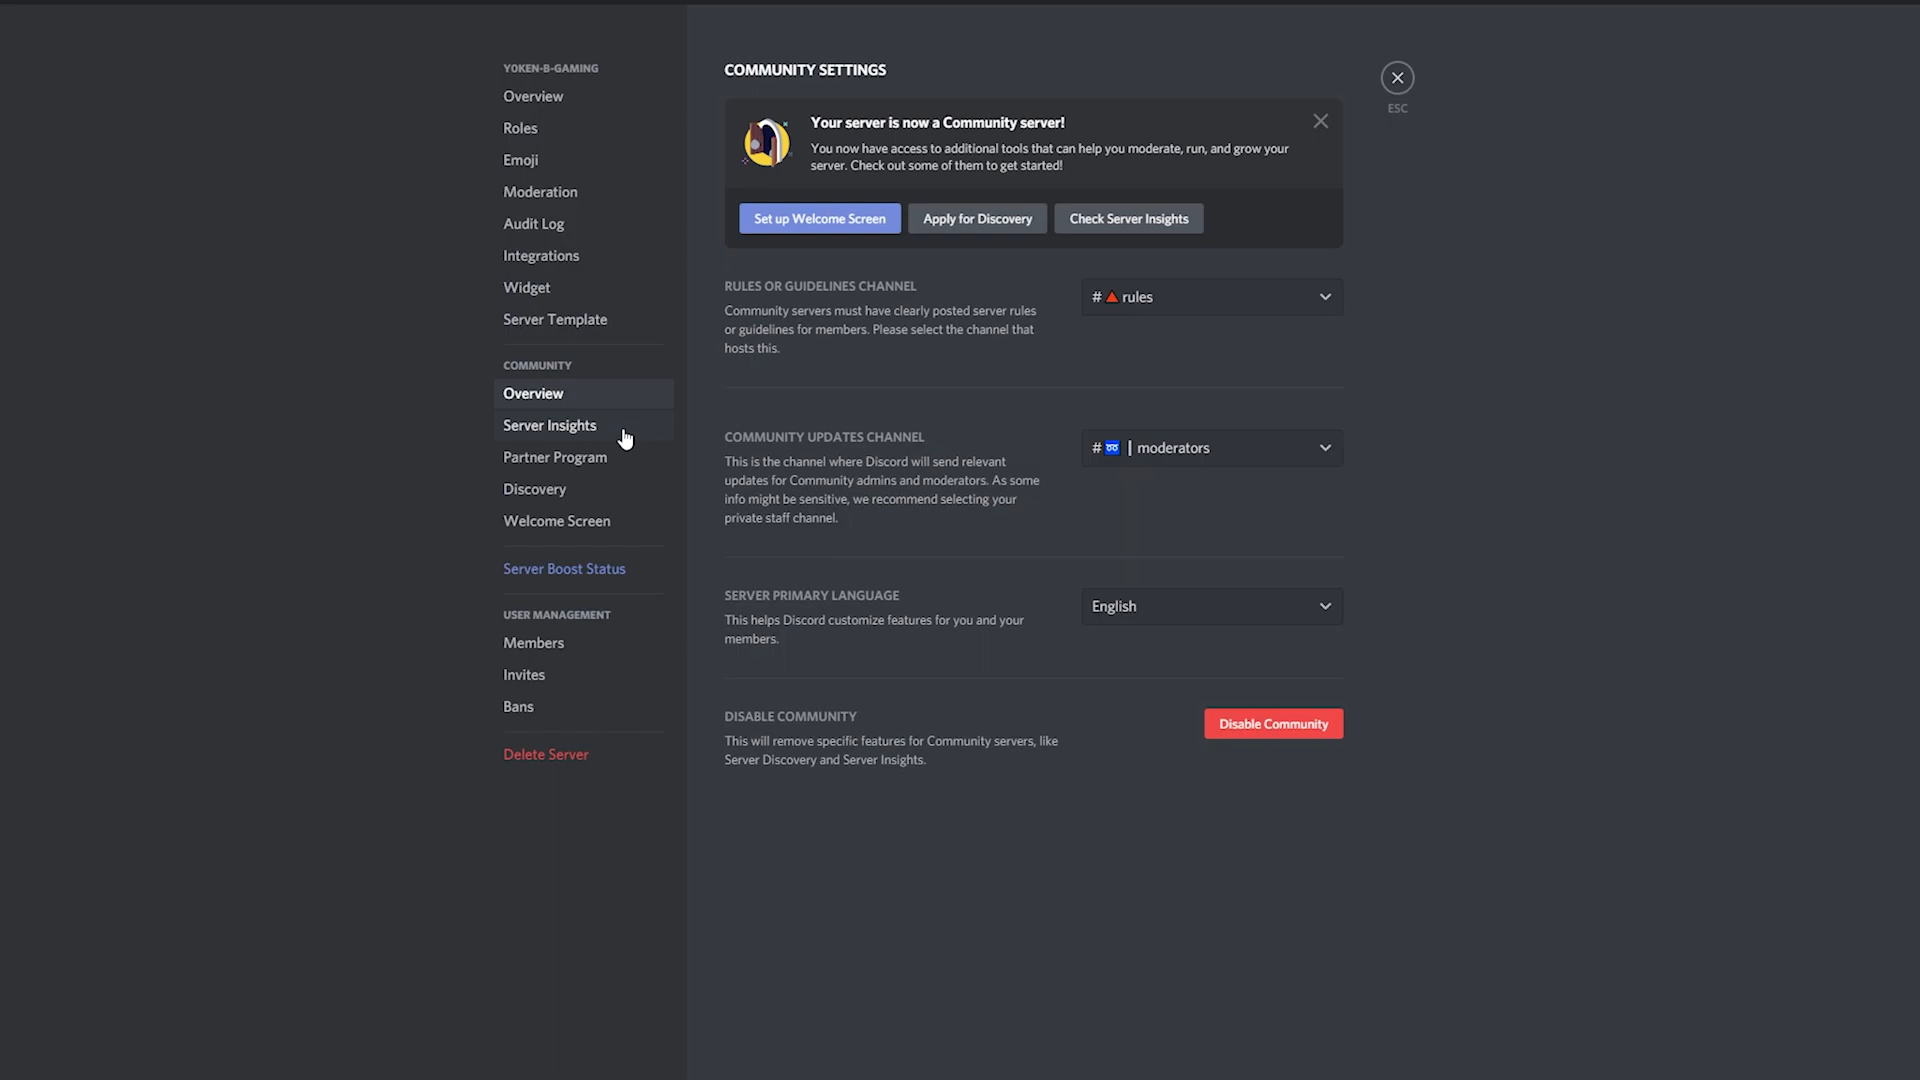 YOKEN-B-GAMING
Overview
Roles
Emoji
Moderation
Audit Log
Integrations
Widget
Server Template
COMMUNITY
Overview
Server Insights
Partner Program
Discovery
Welcome Screen
Server Boost Status
USER MANAGEMENT
Members
Invites
Bans
Delete Server
COMMUNITY SETTINGS
Your server is now a Community server!
You now have access to additional tools that can help you moderate, run, and grow your
server. Check out some of them to get started!
Set up Welcome Screen
Apply for Discovery
Check Server Insights
RULES OR GUIDELINES CHANNEL
Community servers must have clearly posted server rules
or guidelines for members. Please select the channel that
hosts this.
#🔺rules
COMMUNITY UPDATES CHANNEL
This is the channel where Discord will send relevant
updates for Community admins and moderators. As some
info might be sensitive, we recommend selecting your
private staff channel.
#➿ | moderators
SERVER PRIMARY LANGUAGE
This helps Discord customize features for you and your
members.
English
DISABLE COMMUNITY
This will remove specific features for Community servers, like
Server Discovery and Server Insights.
Disable Community
ESC